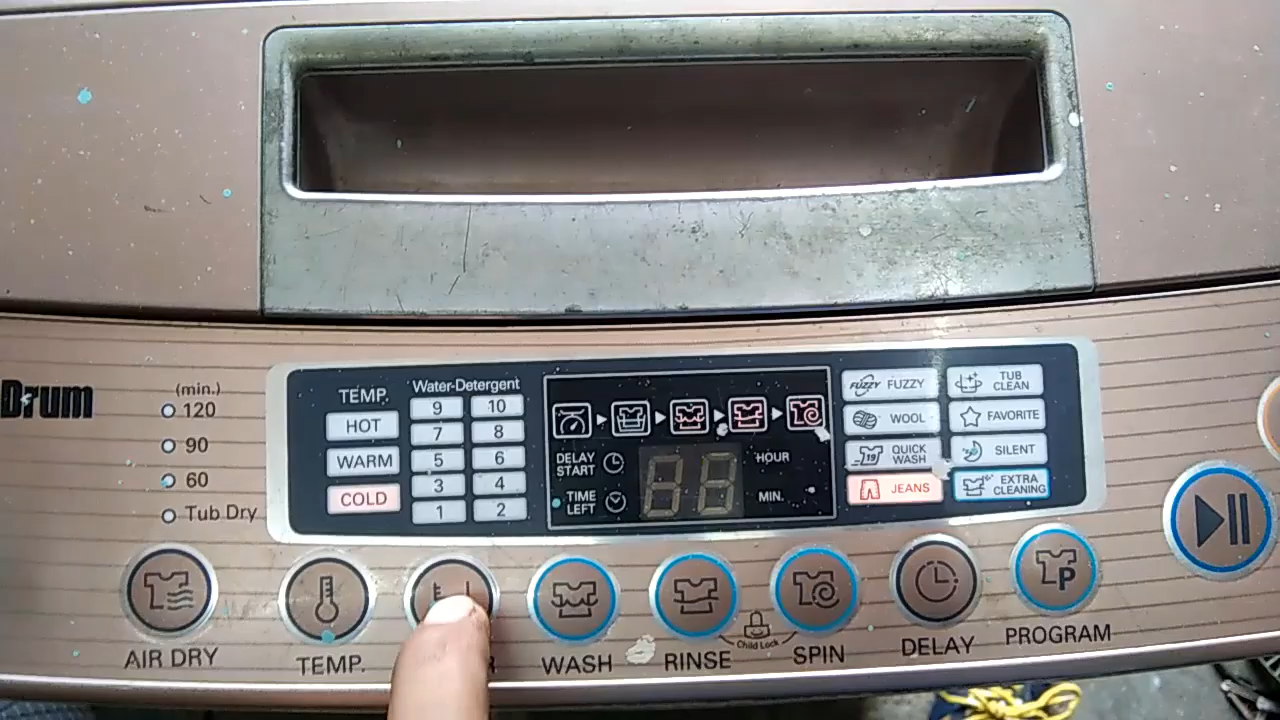 Drum
(min.)
120
90
60
Tub Dry
TEMP.
HOT
WARM
COLD
Water-Detergent
9 10
7 8
5 6
3 4
1 2
DELAY
START
TIME
LEFT
88
HOUR
MIN.
FUZZY FUZZY
WOOL
19 QUICK
WASH
JEANS
TUB
CLEAN
FAVORITE
SILENT
EXTRA
CLEANING
AIR DRY
TEMP.
R
WASH
RINSE
Child Lock
SPIN
DELAY
P
PROGRAM